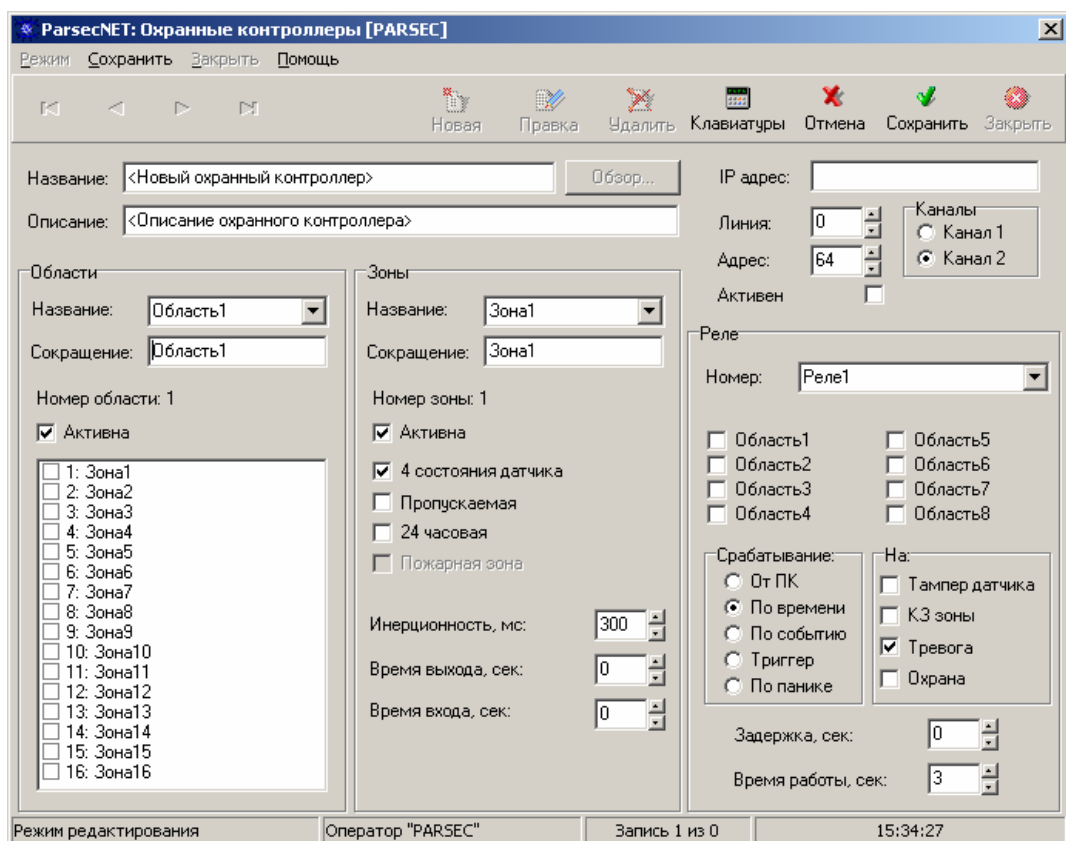 ParsecNET: Охранные контроллеры [PARSEC]
Режим Сохранить Закрыть Помощь
Новая Правка Удалить Клавиатуры Отмена Сохранить Закрыть
Название: <Новый охранный контроллер> Обзор...
Описание: <Описание охранного контроллера>
IP адрес:
Линия: 0
Адрес: 64
Активен
Каналы
Канал 1
Канал 2
Области
Название: Область1
Сокращение: Область1
Номер области: 1
Активна
1: Зона1
2: Зона2
3: Зона3
4: Зона4
5: Зона5
6: Зона6
7: Зона7
8: Зона8
9: Зона9
10: Зона10
11: Зона11
12: Зона12
13: Зона13
14: Зона14
15: Зона15
16: Зона16
Зоны
Название: Зона1
Сокращение: Зона1
Номер зоны: 1
Активна
4 состояния датчика
Пропускаемая
24 часовая
Пожарная зона
Инерционность, мс: 300
Время выхода, сек: 0
Время входа, сек: 0
Реле
Номер: Реле1
Область1 Область5
Область2 Область6
Область3 Область7
Область4 Область8
Срабатывание:
От ПК
По времени
По событию
Триггер
По панике
На:
Тампер датчика
КЗ зоны
Тревога
Охрана
Задержка, сек: 0
Время работы, сек: 3
Режим редактирования Оператор "PARSEC" Запись 1 из 0 15:34:27